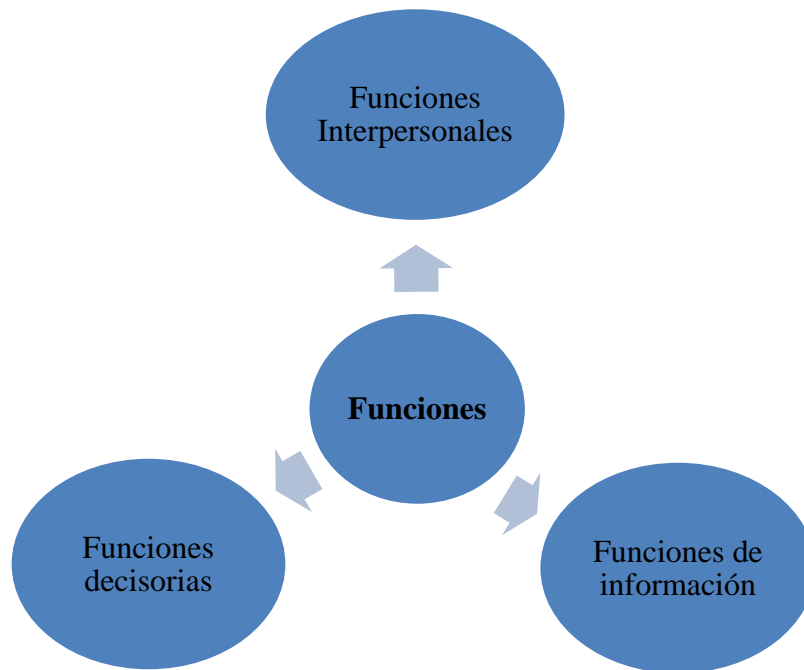 Funciones
Interpersonales
Funciones
Funciones
decisorias
Funciones de
información